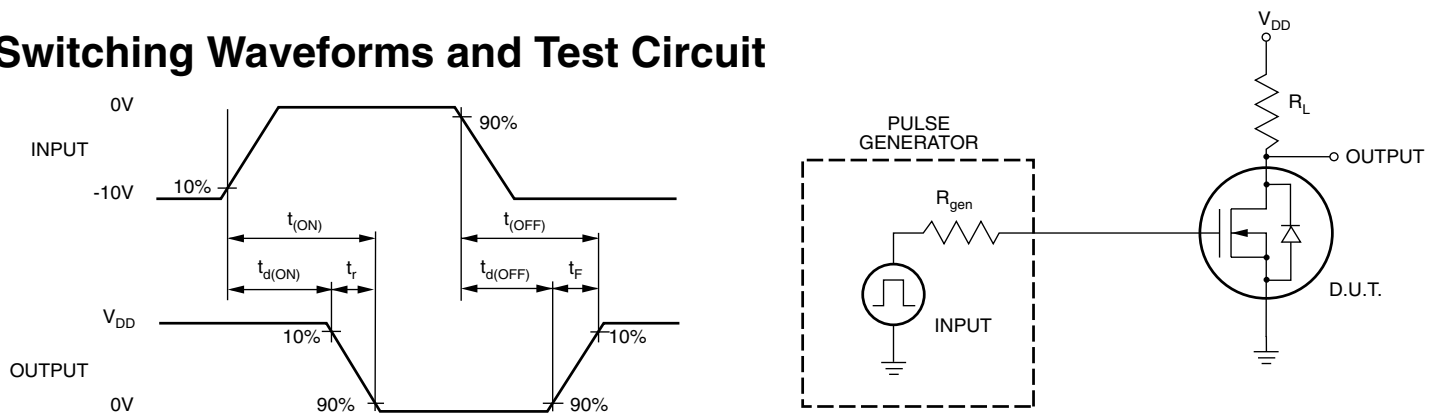 Switching Waveforms and Test Circuit
0V
INPUT
-10V
10%
90%
t(ON)
t(OFF)
td(ON)
tr
td(OFF)
tF
VDD
10%
10%
OUTPUT
0V
90%
90%
VDD
RL
OUTPUT
PULSE
GENERATOR
Rgen
INPUT
D.U.T.